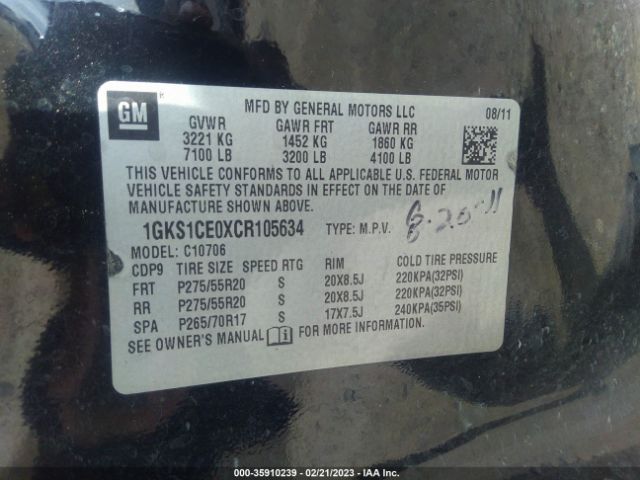 GM
MFD BY GENERAL MOTORS LLC 08/11
GVWR GAWR FRT GAWR RR
3221 KG 1452 KG 1860 KG
7100 LB 3200 LB 4100 LB
THIS VEHICLE CONFORMS TO ALL APPLICABLE U.S. FEDERAL MOTOR
VEHICLE SAFETY STANDARDS IN EFFECT ON THE DATE OF
MANUFACTURE SHOWN ABOVE.
1GKS1CE0XCR105634 TYPE: M.P.V. 8-26-11
MODEL: C10706
CDP9 TIRE SIZE SPEED RTG RIM COLD TIRE PRESSURE
FRT P275/55R20 S 20X8.5J 220KPA(32PSI)
RR P275/55R20 S 20X8.5J 220KPA(32PSI)
SPA P265/70R17 S 17X7.5J 240KPA(35PSI)
SEE OWNER'S MANUAL FOR MORE INFORMATION.
© IAA - 35910239 - 02/21/2023 - IAAI.COM